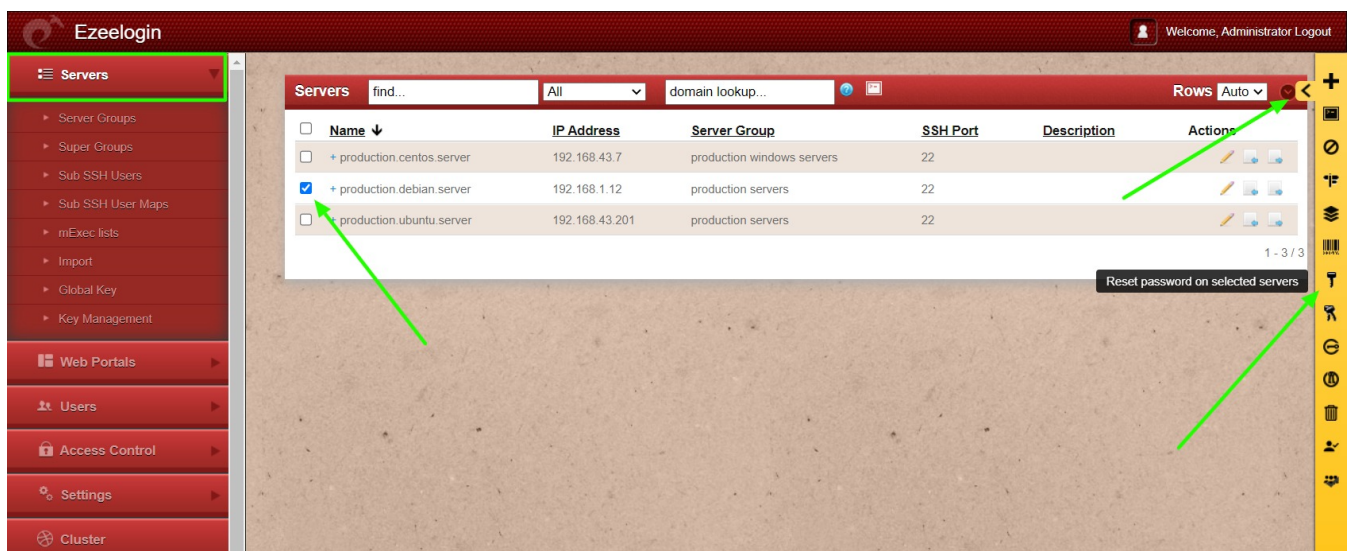 Ezeelogin
Welcome, Administrator Logout
Servers
Server Groups
Super Groups
Sub SSH Users
Sub SSH User Maps
mExec lists
Import
Global Key
Key Management
Web Portals
Users
Access Control
Settings
Cluster
Servers find... All domain lookup... Rows Auto
Name IP Address Server Group SSH Port Description Actions
+ production.centos.server 192.168.43.7 production windows servers 22
+ production.debian.server 192.168.1.12 production servers 22
+ production.ubuntu.server 192.168.43.201 production servers 22
1 - 3 / 3
Reset password on selected servers